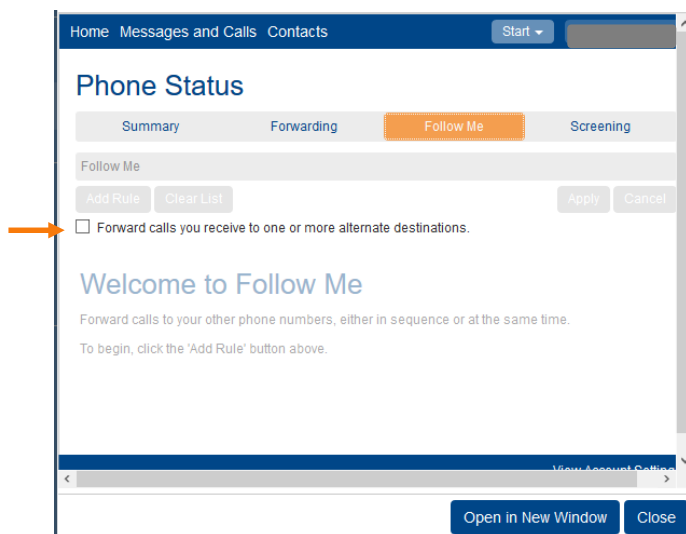 Home Messages and Calls Contacts Start
Phone Status
Summary Forwarding Follow Me Screening
Follow Me
Add Rule Clear List Apply Cancel
Forward calls you receive to one or more alternate destinations.
Welcome to Follow Me
Forward calls to your other phone numbers, either in sequence or at the same time.
To begin, click the 'Add Rule' button above.
View Account
Open in New Window Close